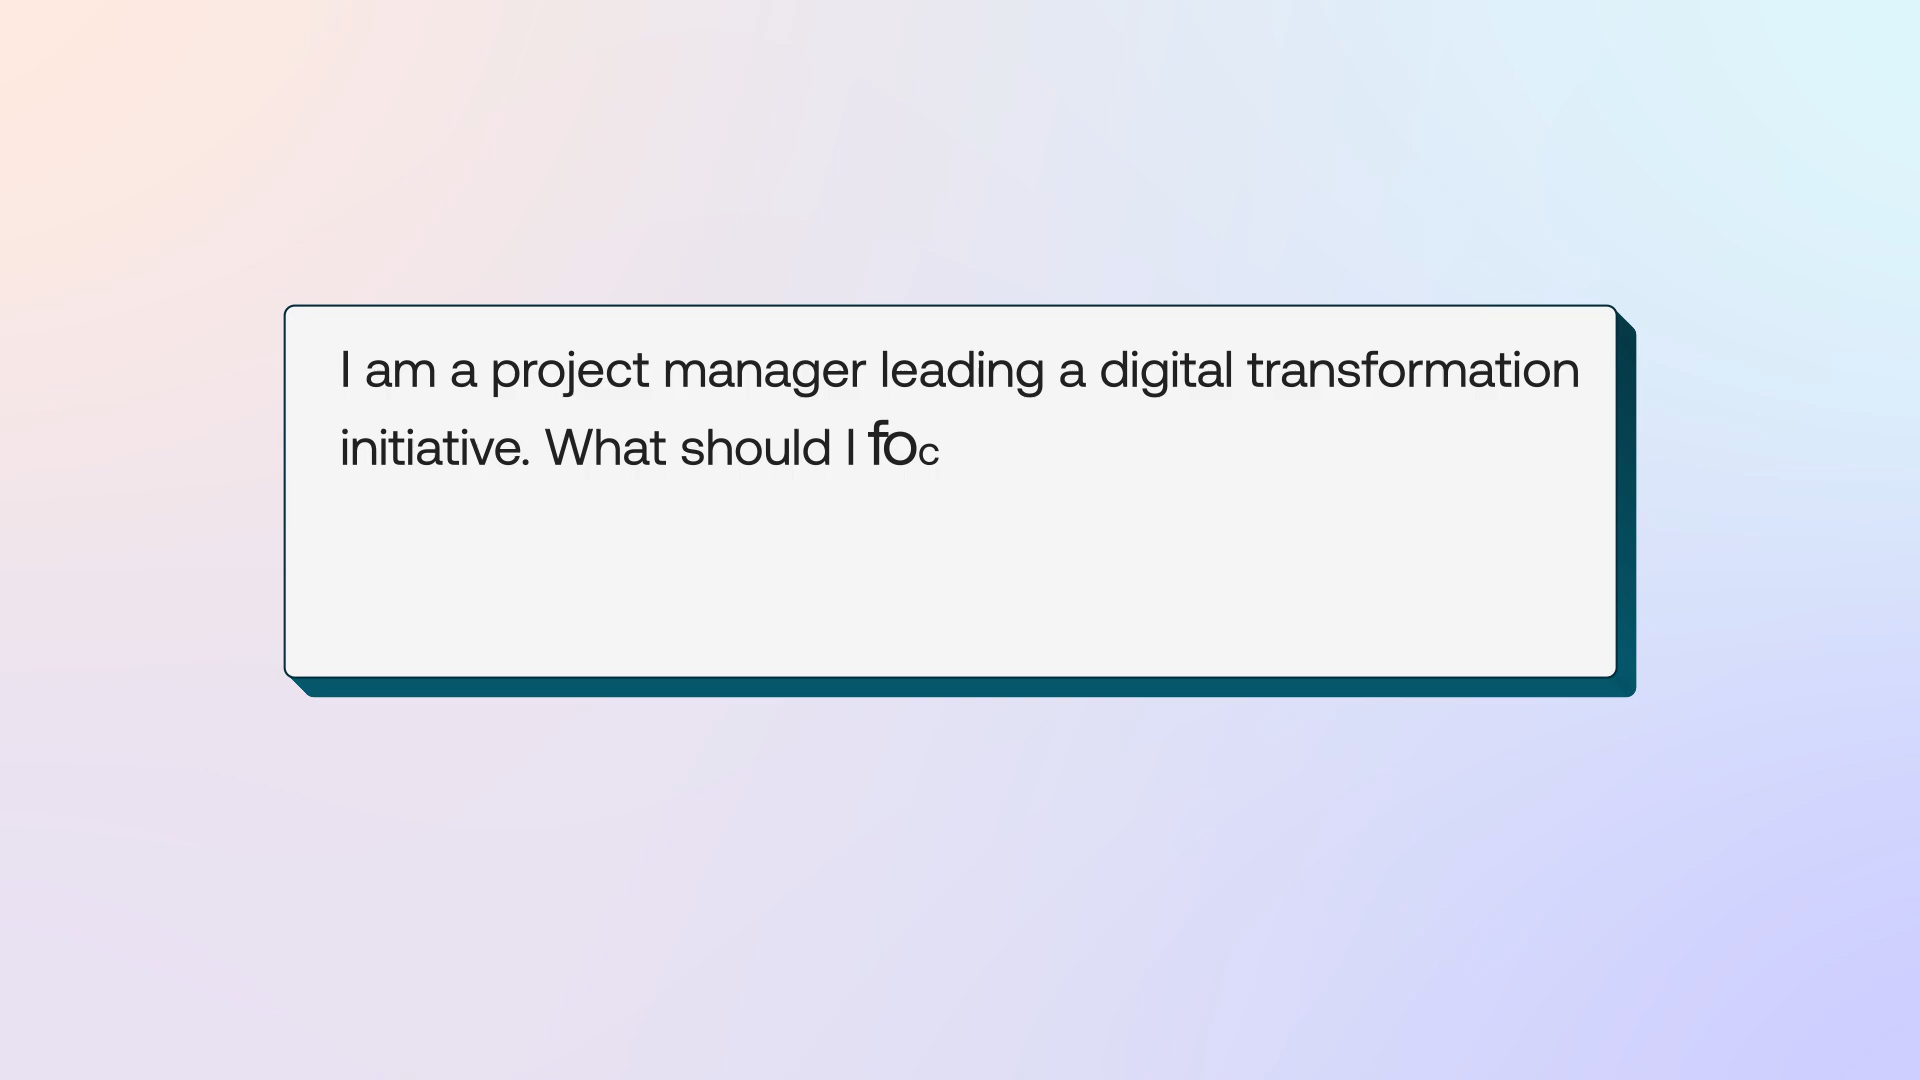 I am a project manager leading a digital transformation
initiative. What should I foc